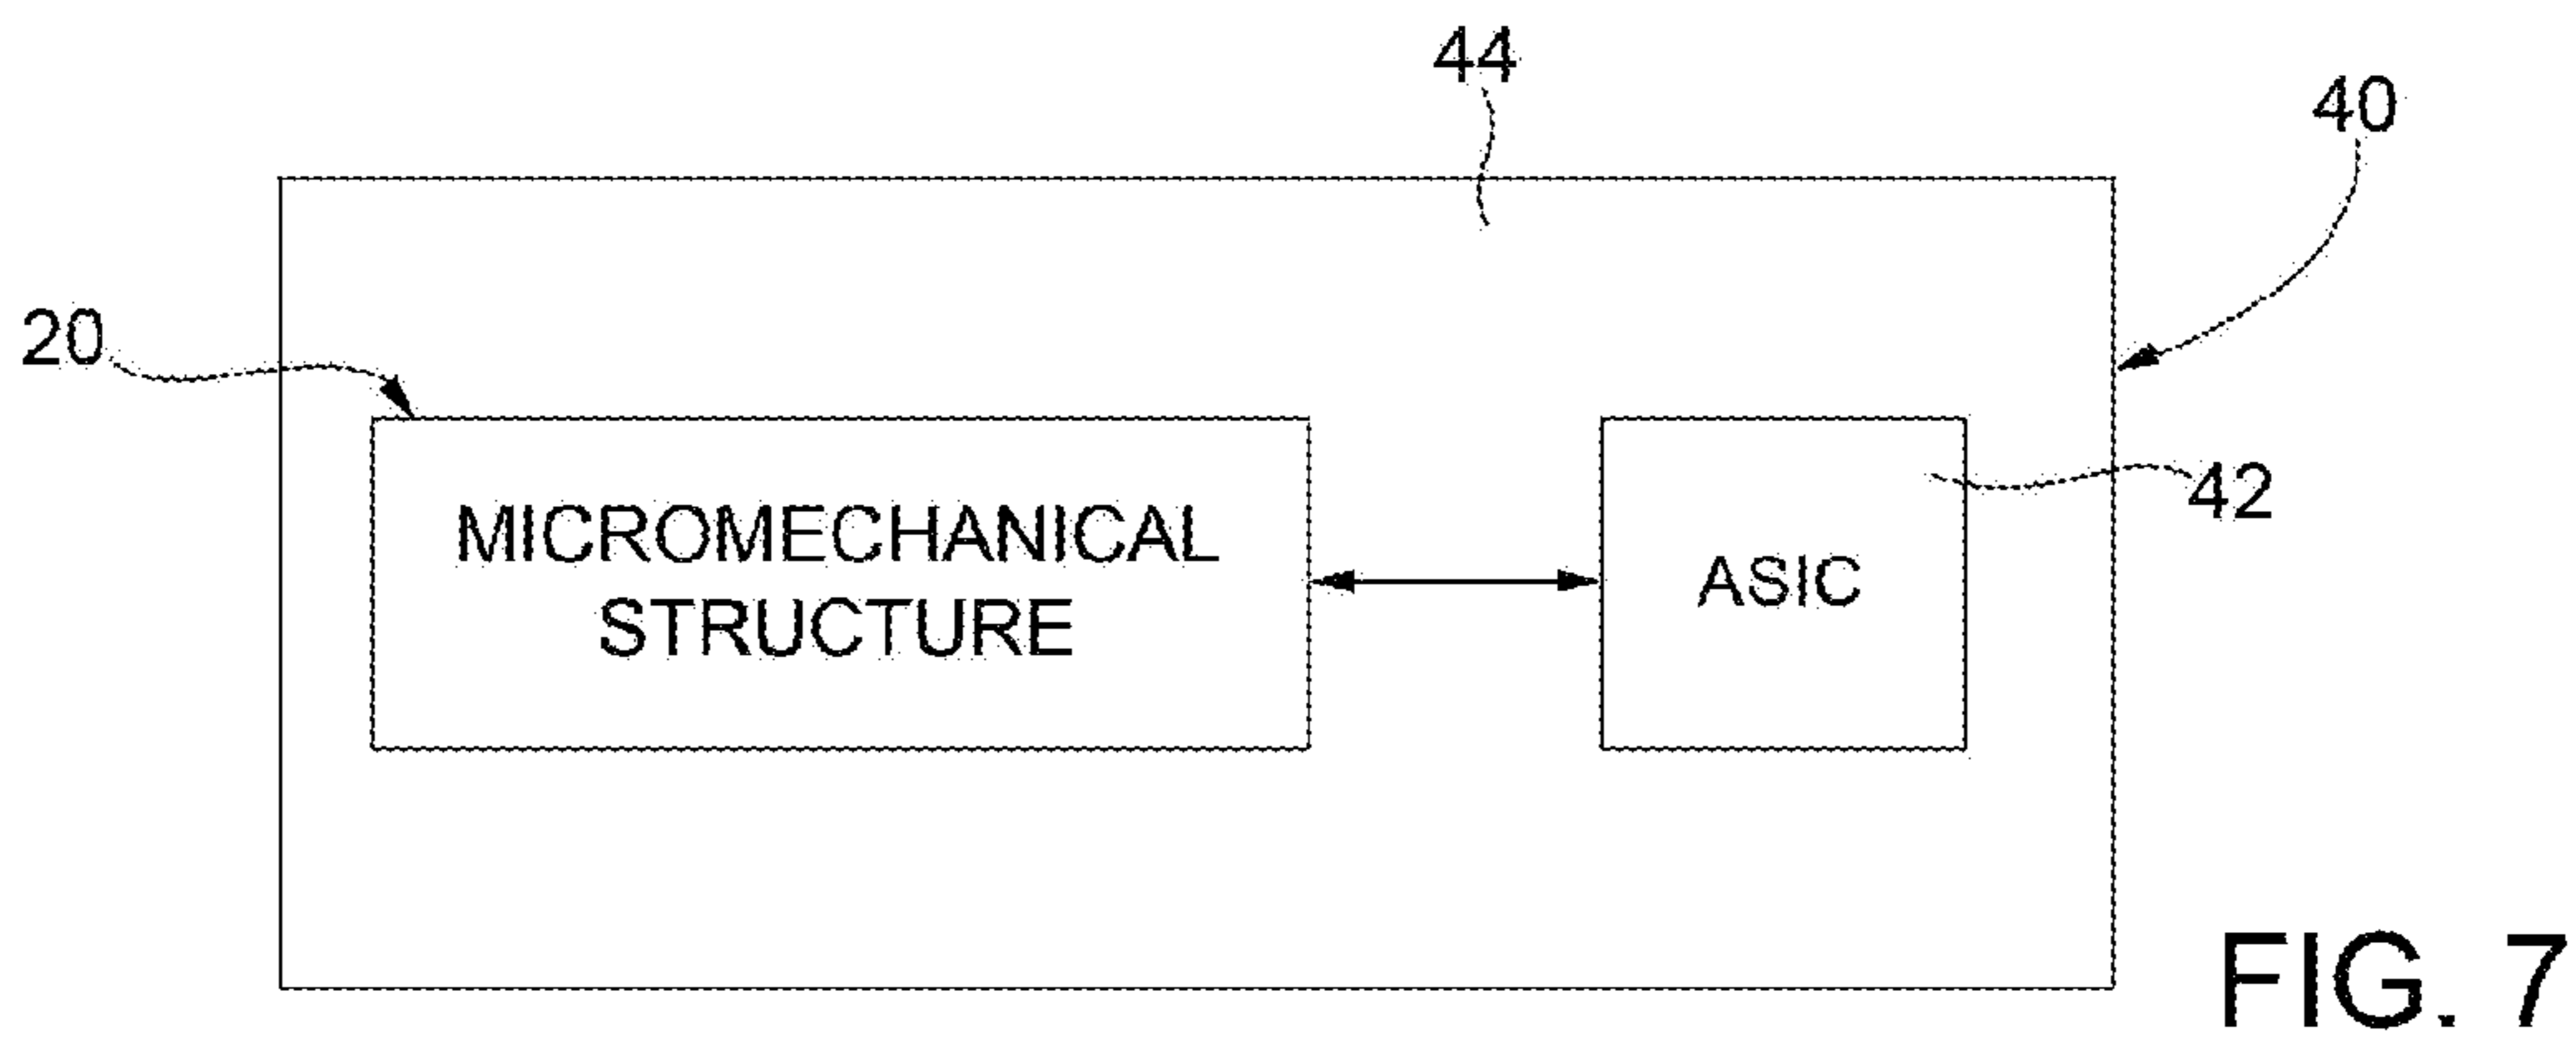 44
40
20
MICROMECHANICAL
STRUCTURE
ASIC
42
FIG. 7